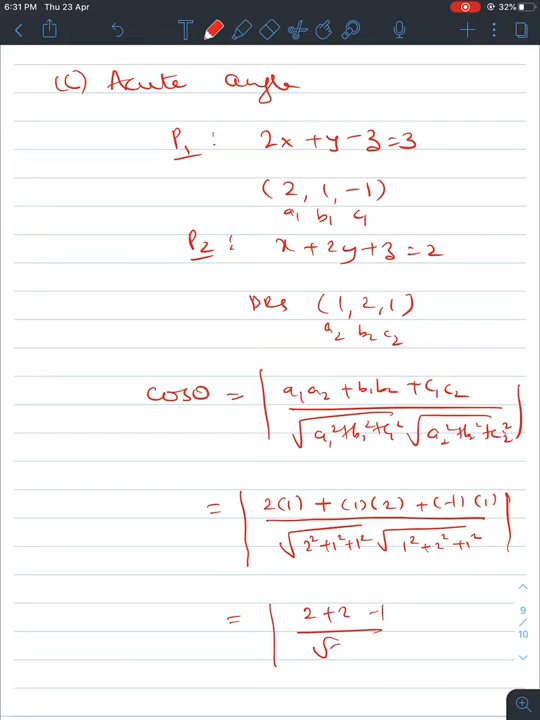 6:31 PM Thu 23 Apr 32%
(C) Acute angle
P₁ : 2x + y - 3 = 3
(2, 1, -1)
a₁ b₁ c₁
P₂ : x + 2y + 3 = 2
DRS (1, 2, 1)
a₂ b₂ c₂
cosθ = | a₁a₂ + b₁b₂ + c₁c₂ / √a₁²+b₁²+c₁² √a₂²+b₂²+c₂² |
= | 2(1) + (1)(2) + (-1)(1) / √2²+1²+1² √1²+2²+1² |
= | 2 + 2 - 1 / √
9 / 10